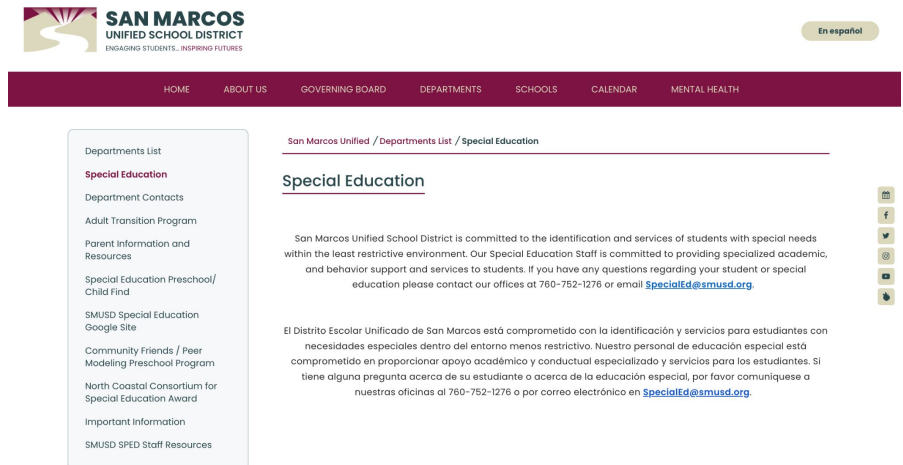 SAN MARCOS
UNIFIED SCHOOL DISTRICT
ENGAGING STUDENTS... INSPIRING FUTURES
En español
HOME ABOUT US GOVERNING BOARD DEPARTMENTS SCHOOLS CALENDAR MENTAL HEALTH
Departments List
Special Education
Department Contacts
Adult Transition Program
Parent Information and
Resources
Special Education Preschool/
Child Find
SMUSD Special Education
Google Site
Community Friends / Peer
Modeling Preschool Program
North Coastal Consortium for
Special Education Award
Important Information
SMUSD SPED Staff Resources
San Marcos Unified / Departments List / Special Education
Special Education
San Marcos Unified School District is committed to the identification and services of students with special needs
within the least restrictive environment. Our Special Education Staff is committed to providing specialized academic,
and behavior support and services to students. If you have any questions regarding your student or special
education please contact our offices at 760-752-1276 or email SpecialEd@smusd.org.
El Distrito Escolar Unificado de San Marcos está comprometido con la identificación y servicios para estudiantes con
necesidades especiales dentro del entorno menos restrictivo. Nuestro personal de educación especial está
comprometido en proporcionar apoyo académico y conductual especializado y servicios para los estudiantes. Si
tiene alguna pregunta acerca de su estudiante o acerca de la educación especial, por favor comuníquese a
nuestras oficinas al 760-752-1276 o por correo electrónico en SpecialEd@smusd.org.